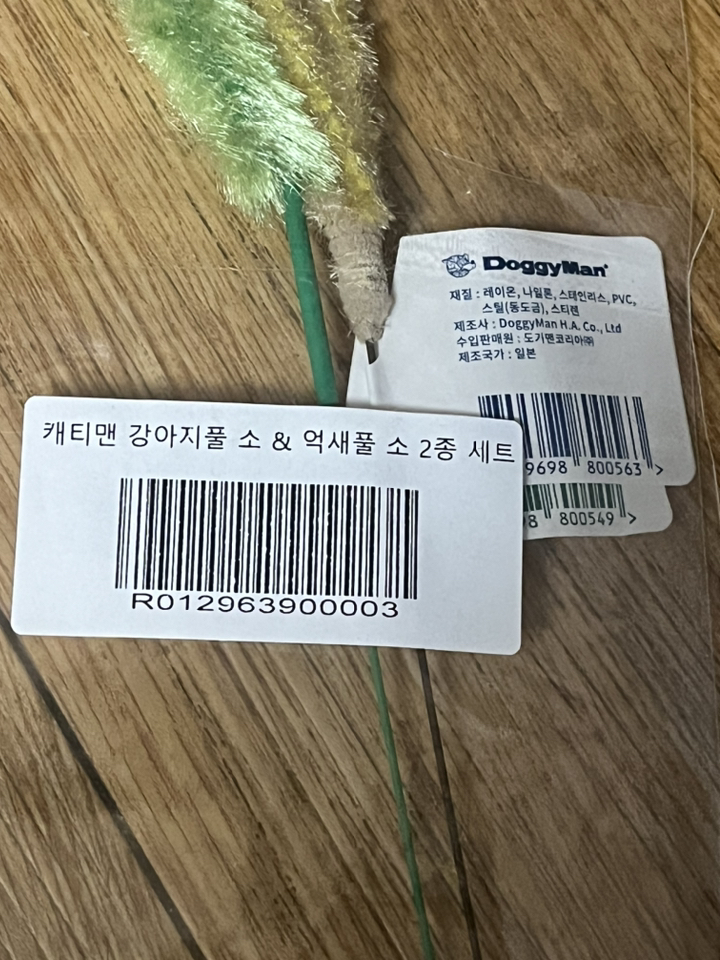 DoggyMan
재질 : 레이온, 나일론, 스테인리스, PVC,
스틸(동도금), 스티렌
제조사 : DoggyMan H.A. Co., Ltd
수입판매원 : 도기맨코리아㈜
제조국가 : 일본
9698 800563 >
캐티맨 강아지풀 소 & 억새풀 소 2종 세트
R012963900003
98 800549 >